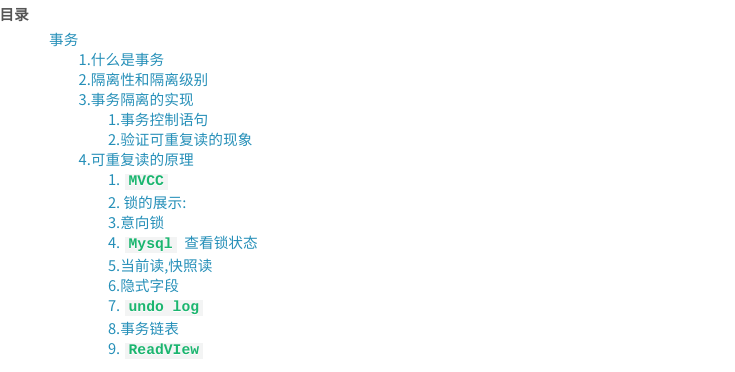 目录
事务
1.什么是事务
2.隔离性和隔离级别
3.事务隔离的实现
1.事务控制语句
2.验证可重复读的现象
4.可重复读的原理
1. MVCC
2. 锁的展示:
3.意向锁
4. Mysql 查看锁状态
5.当前读,快照读
6.隐式字段
7. undo log
8.事务链表
9. ReadVIew